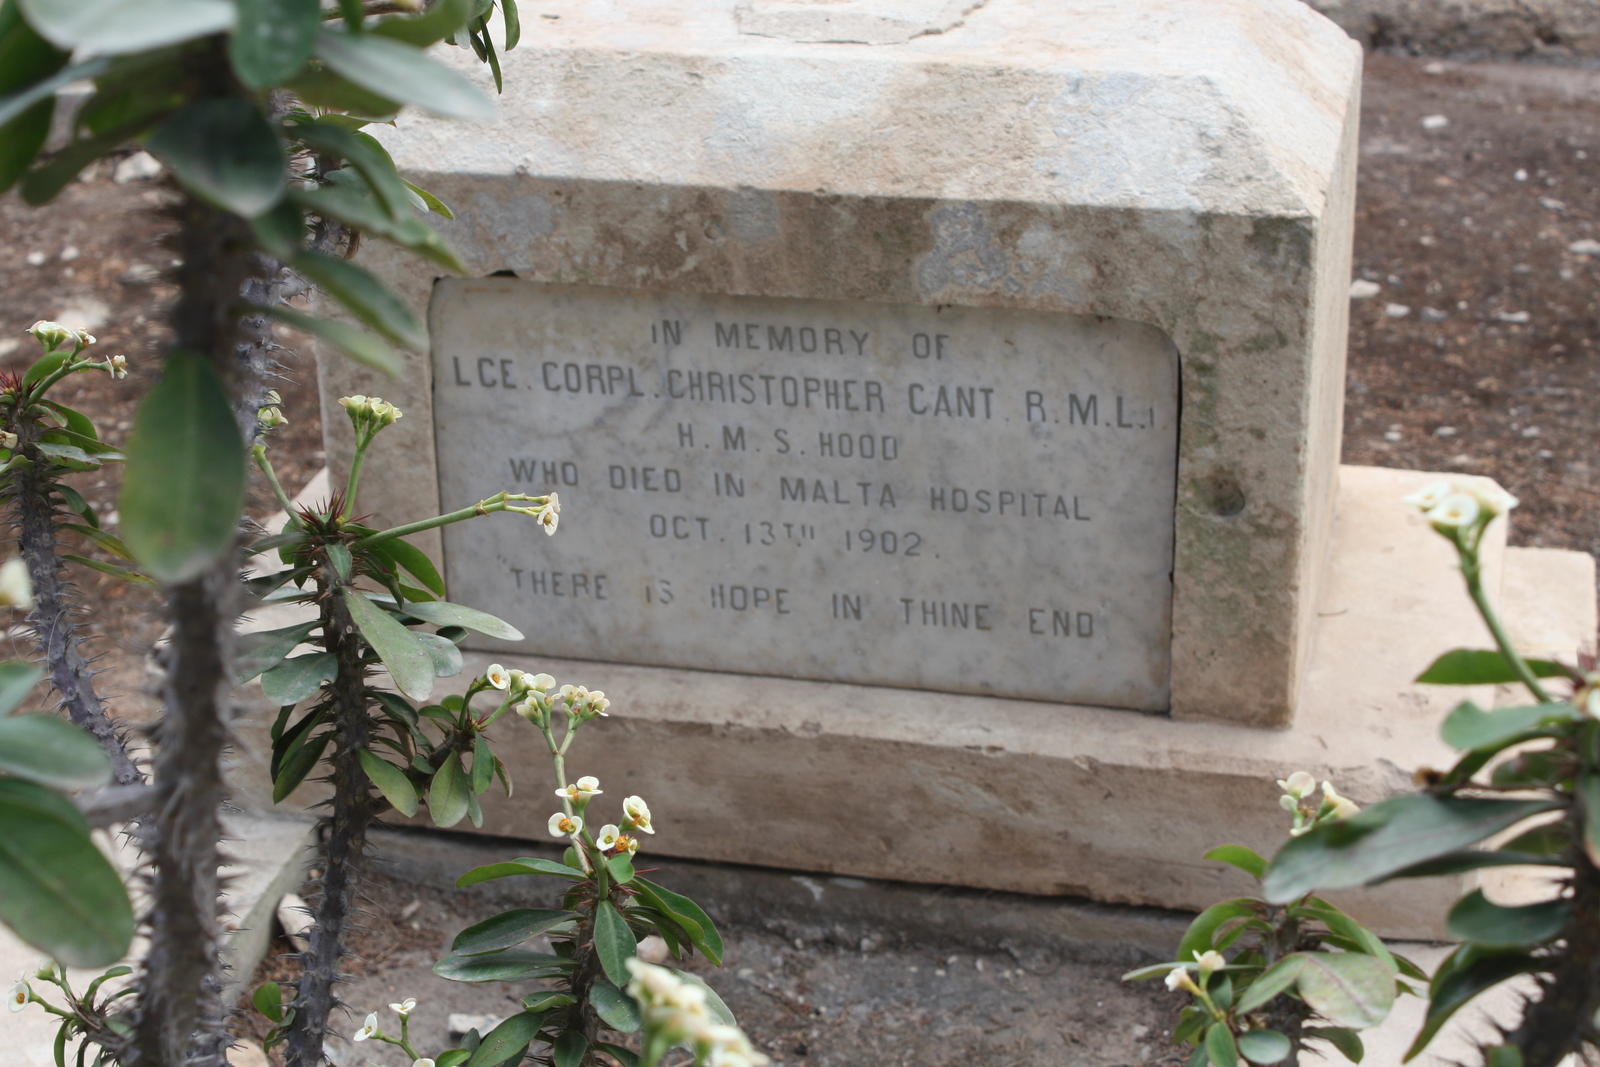 IN MEMORY OF
LCE. CORPL. CHRISTOPHER CANT. R.M.L.I.
H.M.S. HOOD
WHO DIED IN MALTA HOSPITAL
OCT. 13TH 1902.
"THERE IS HOPE IN THINE END"